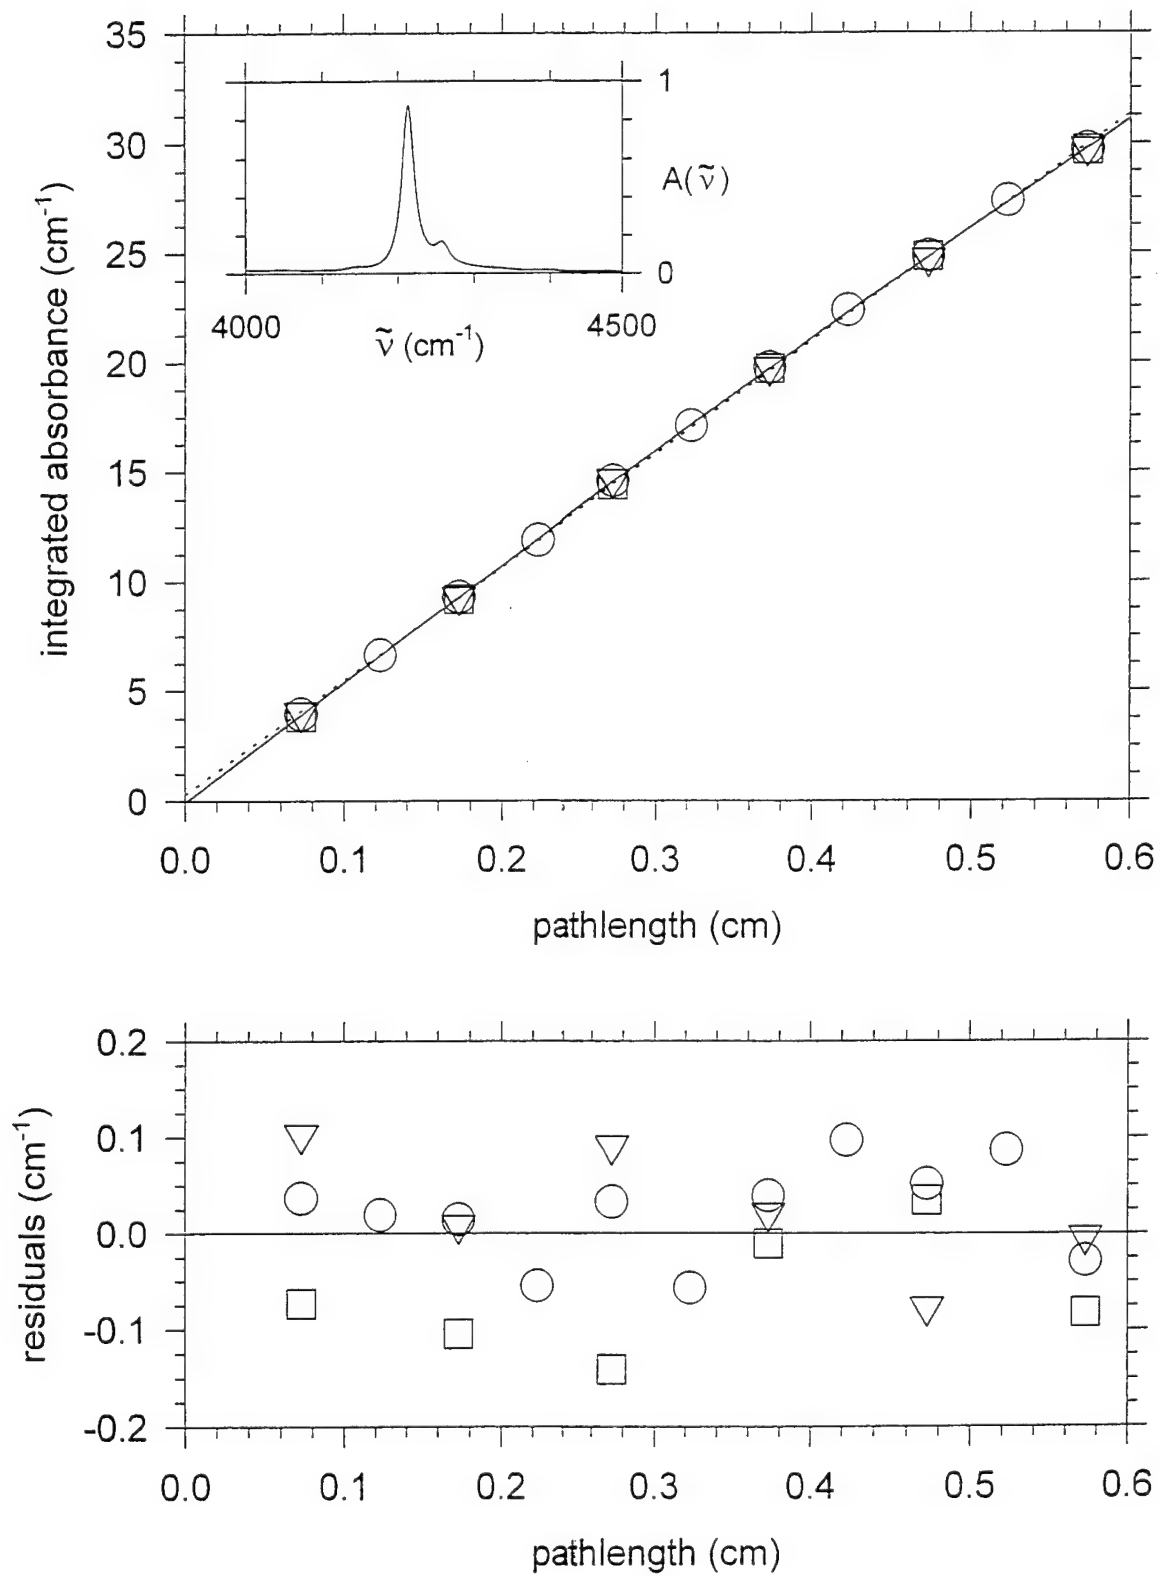 35
30
25
20
15
10
5
0
integrated absorbance (cm⁻¹)
1
A(ν̃)
0
4000
4500
ν̃ (cm⁻¹)
0.0 0.1 0.2 0.3 0.4 0.5 0.6
pathlength (cm)
0.2
0.1
0.0
-0.1
-0.2
residuals (cm⁻¹)
0.0 0.1 0.2 0.3 0.4 0.5 0.6
pathlength (cm)